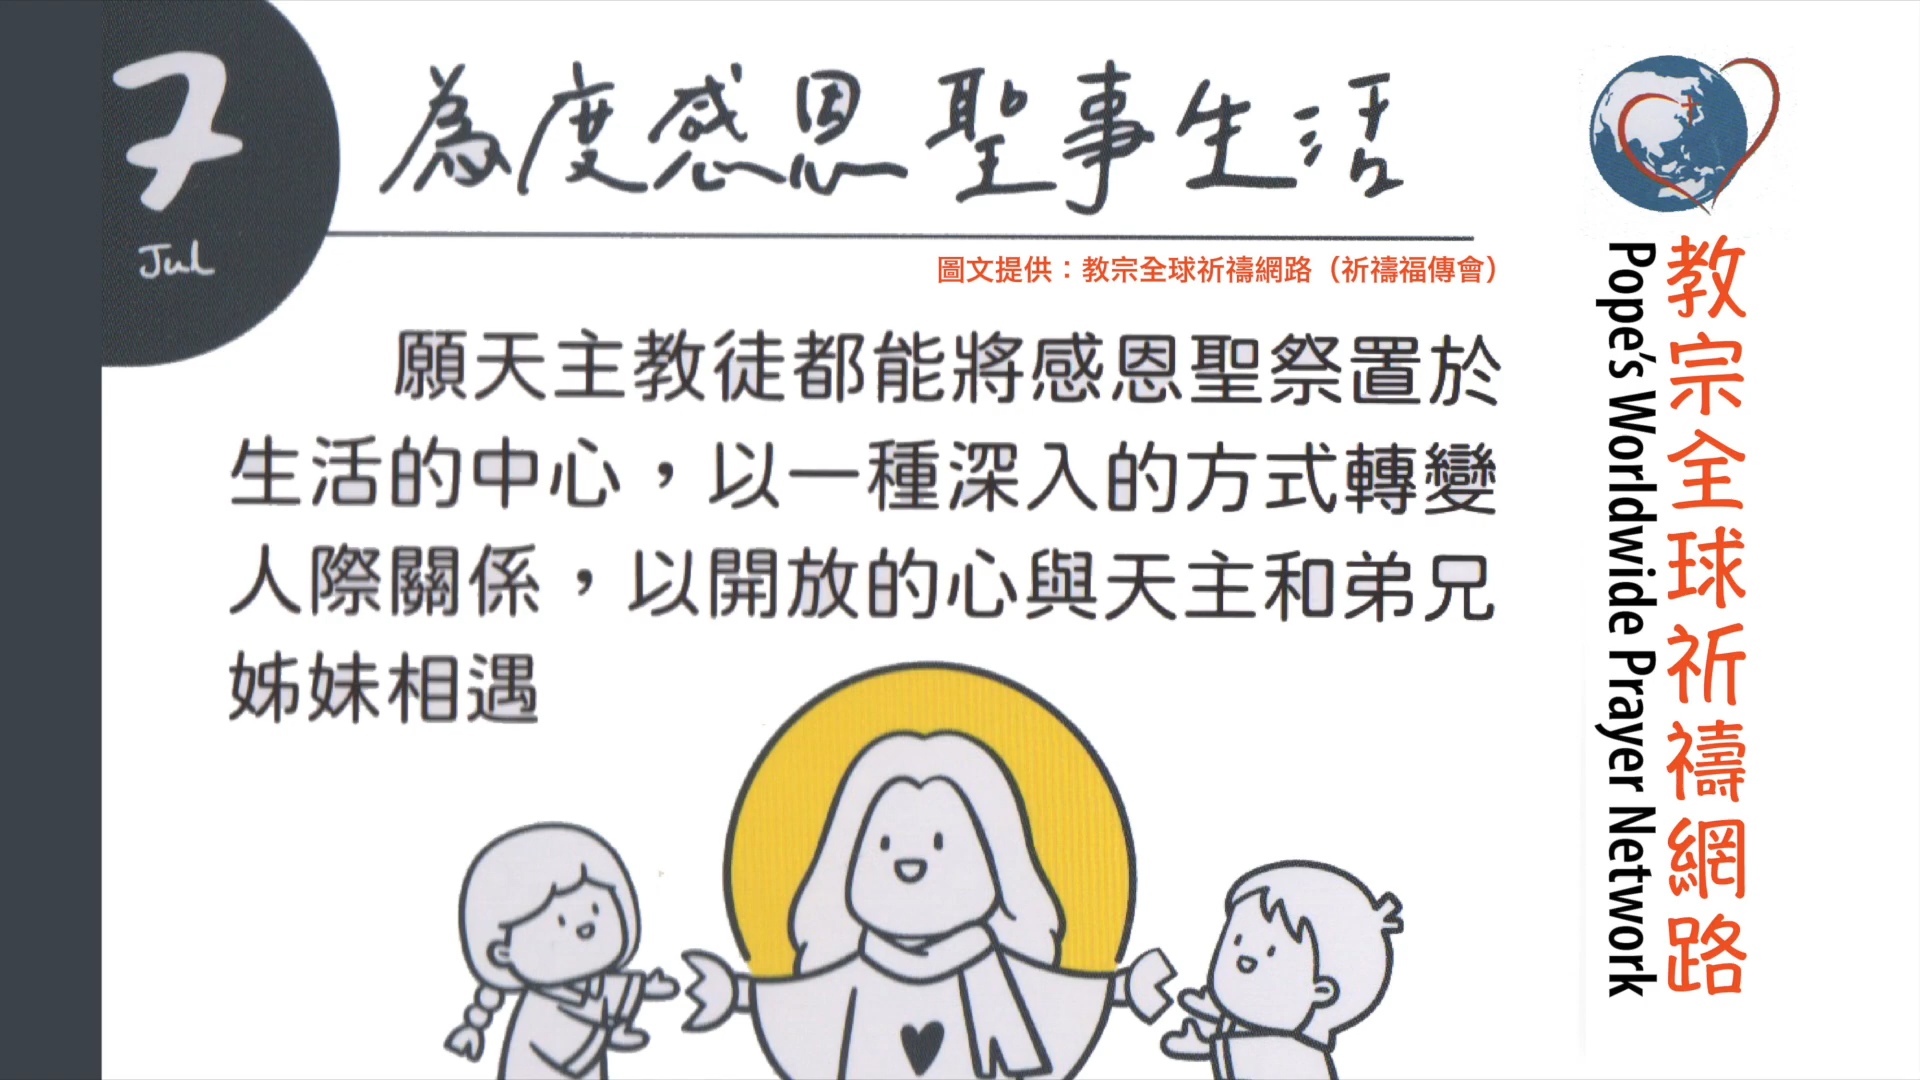 7
Jul
為度感恩聖事生活
圖文提供：教宗全球祈禱網路（祈禱福傳會）
願天主教徒都能將感恩聖祭置於
生活的中心，以一種深入的方式轉變
人際關係，以開放的心與天主和弟兄
姊妹相遇
教宗全球祈禱網路
Pope’s Worldwide Prayer Network